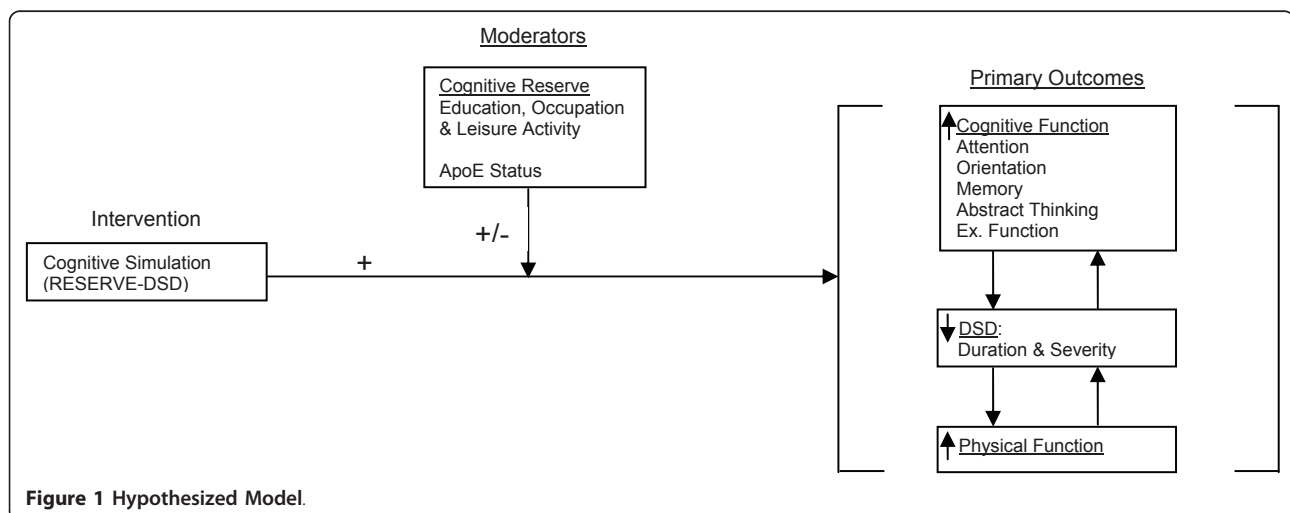 Moderators
Cognitive Reserve
Education, Occupation
& Leisure Activity
ApoE Status
+/-
Intervention
Cognitive Simulation
(RESERVE-DSD)
+
Primary Outcomes
Cognitive Function
Attention
Orientation
Memory
Abstract Thinking
Ex. Function
DSD:
Duration & Severity
Physical Function
Figure 1 Hypothesized Model.